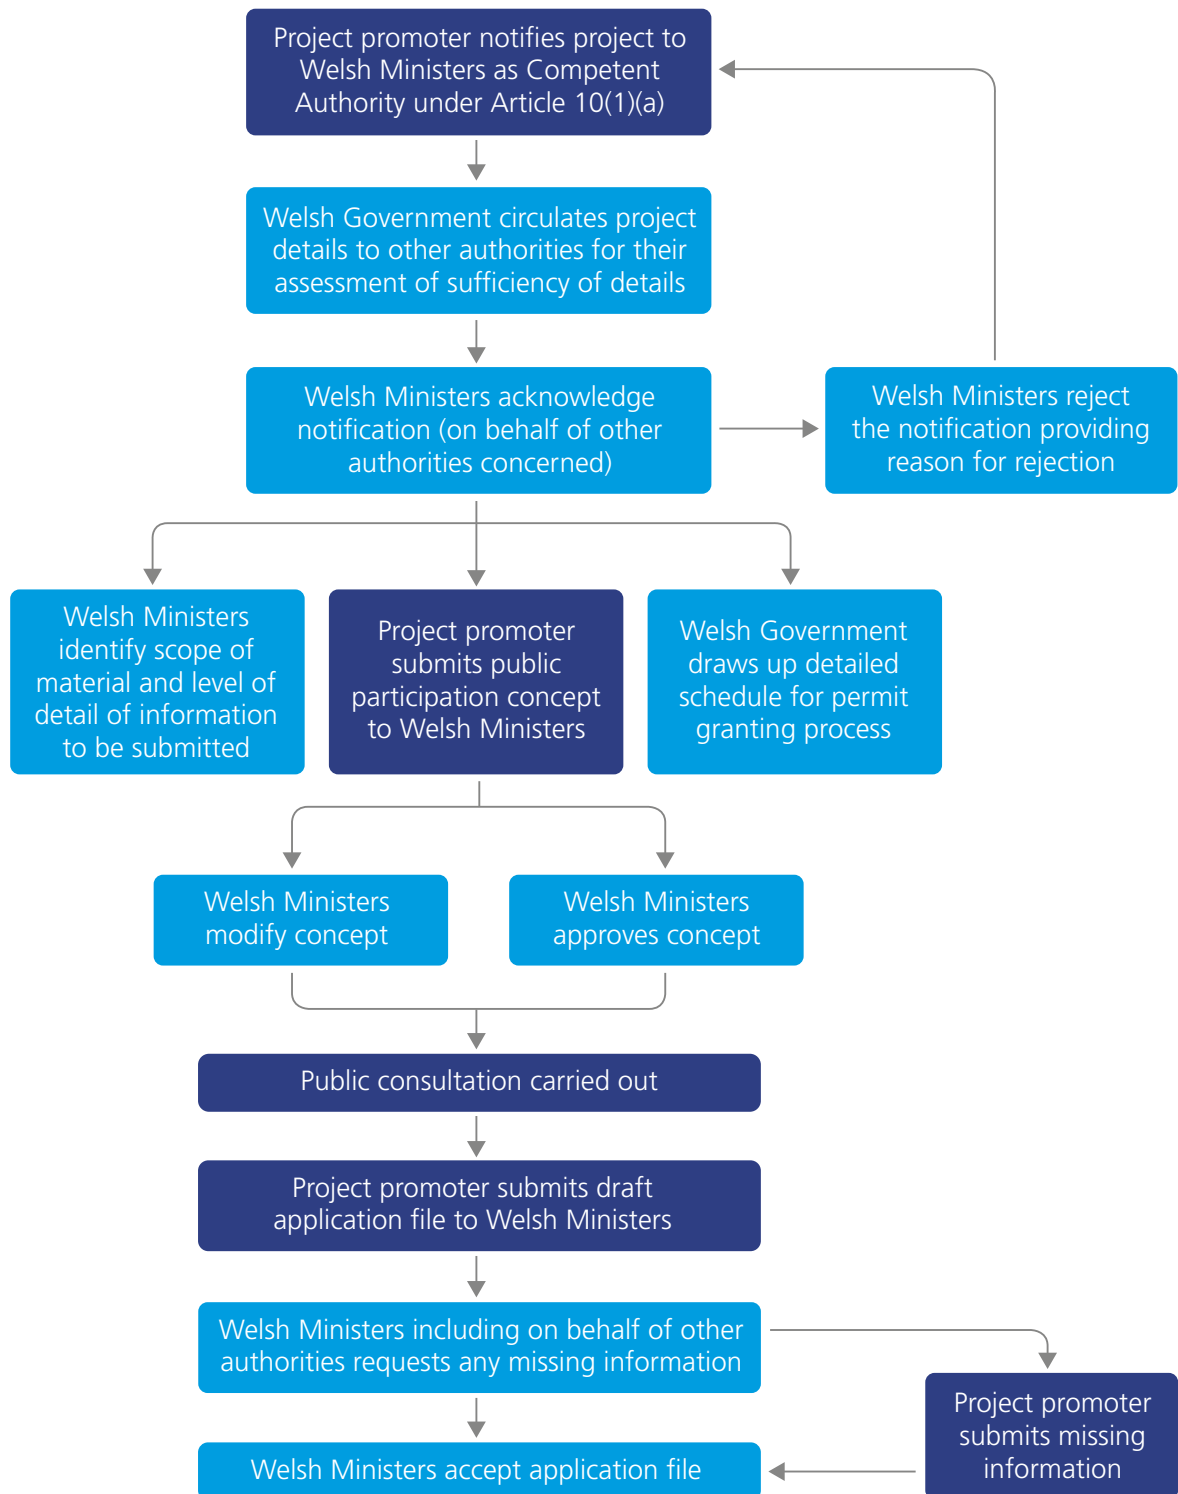 Project promoter notifies project to
Welsh Ministers as Competent
Authority under Article 10(1)(a)
Welsh Government circulates project
details to other authorities for their
assessment of sufficiency of details
Welsh Ministers acknowledge
notification (on behalf of other
authorities concerned)
Welsh Ministers reject
the notification providing
reason for rejection
Welsh Ministers
identify scope of
material and level of
detail of information
to be submitted
Project promoter
submits public
participation concept
to Welsh Ministers
Welsh Government
draws up detailed
schedule for permit
granting process
Welsh Ministers
modify concept
Welsh Ministers
approves concept
Public consultation carried out
Project promoter submits draft
application file to Welsh Ministers
Welsh Ministers including on behalf of other
authorities requests any missing information
Project promoter
submits missing
information
Welsh Ministers accept application file